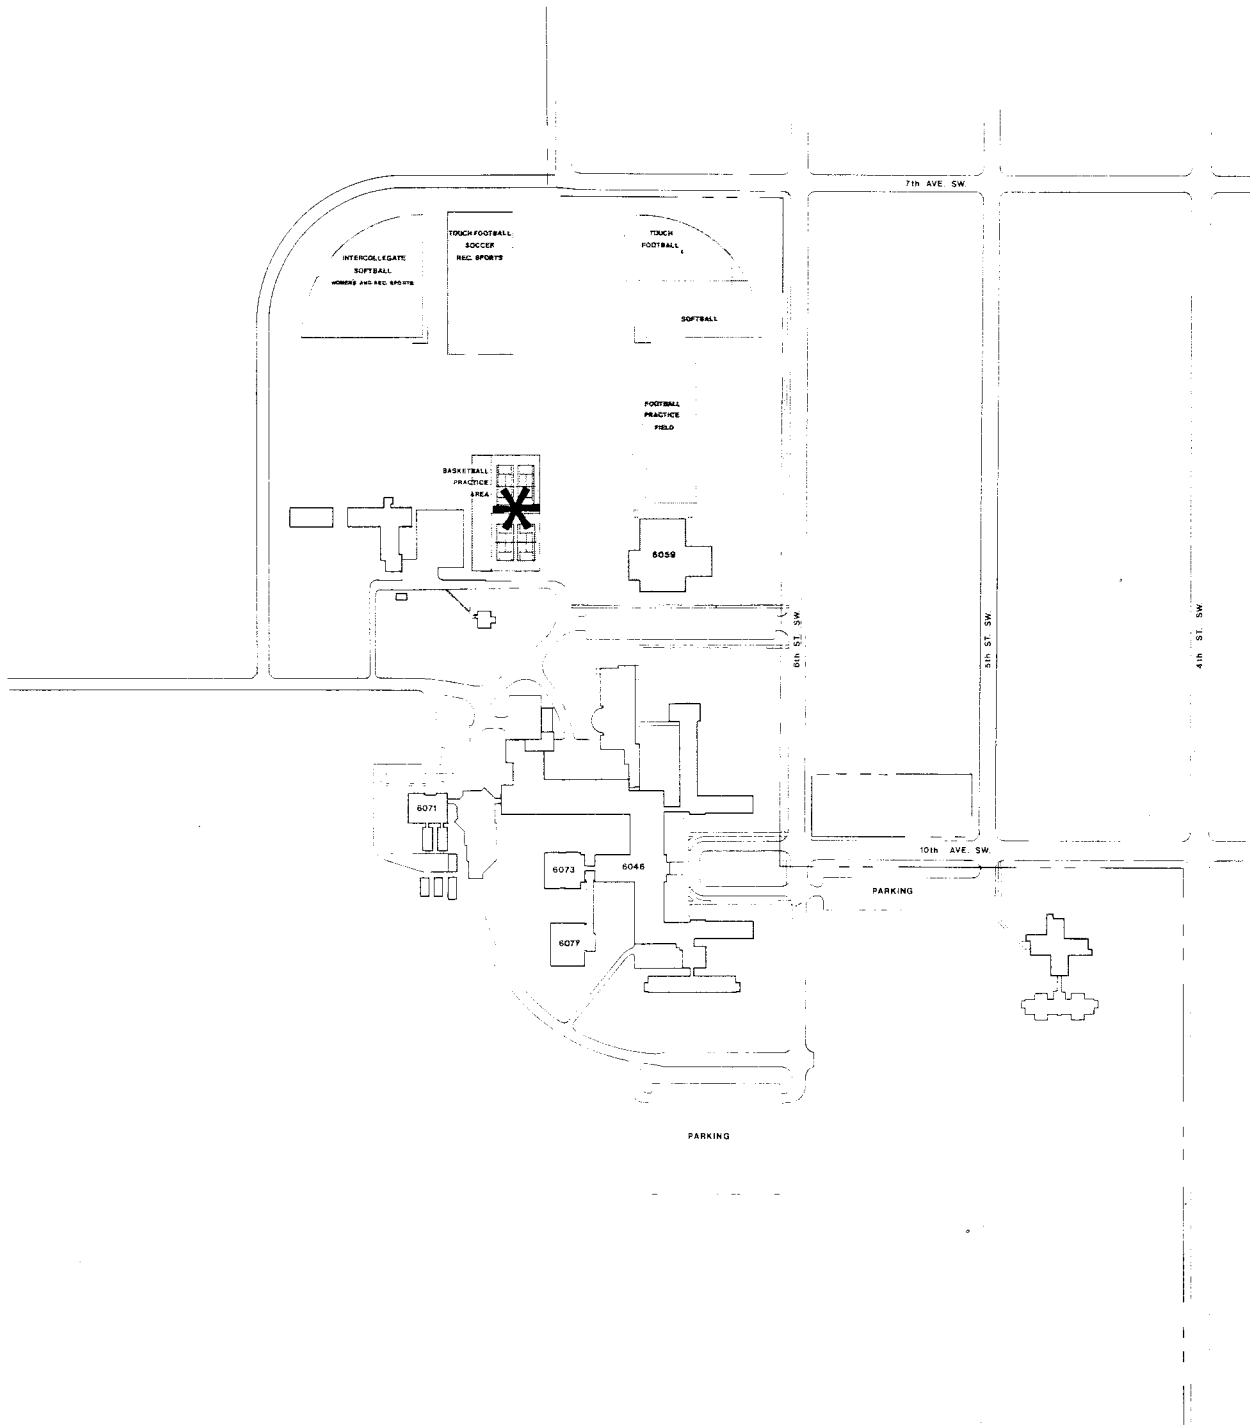 7th AVE. SW.
TOUCH FOOTBALL
SOCCER
REC. SPORTS
TOUCH
FOOTBALL
INTERCOLLEGATE
SOFTBALL
WOMEN'S AND REC. SPORTS
SOFTBALL
FOOTBALL
PRACTICE
FIELD
BASKETBALL
PRACTICE
AREA
6059
6th ST. SW.
5th ST. SW.
4th ST. SW.
6071
10th AVE. SW.
6073
6046
PARKING
6077
PARKING